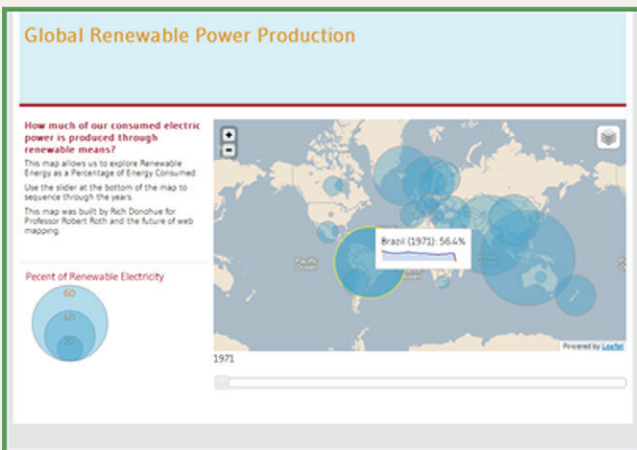 Global Renewable Power Production
How much of our consumed electric
power is produced through
renewable means?
This map allows us to explore Renewable
Energy as a Percentage of Energy Consumed.
Use the slider at the bottom of the map to
sequence through the years
This map was built by Rich Donohue for
Professor Robert Roth and the future of web
mapping.
Pecent of Renewable Electricity
60
40
20
+
−
Brazil (1971): 56.4%
Pacific
Ocean
Powered by Leaflet
1971